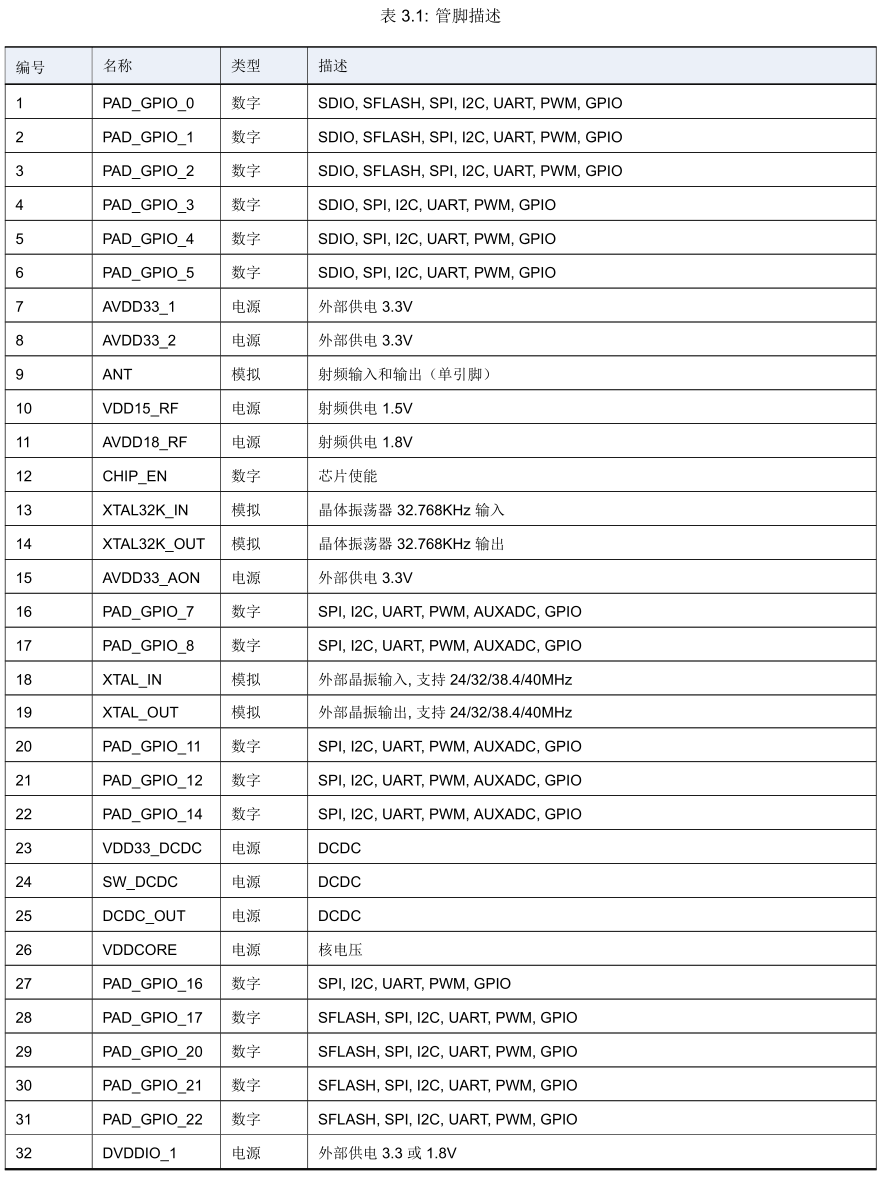 表 3.1: 管脚描述
编号 名称 类型 描述
1 PAD_GPIO_0 数字 SDIO, SFLASH, SPI, I2C, UART, PWM, GPIO
2 PAD_GPIO_1 数字 SDIO, SFLASH, SPI, I2C, UART, PWM, GPIO
3 PAD_GPIO_2 数字 SDIO, SFLASH, SPI, I2C, UART, PWM, GPIO
4 PAD_GPIO_3 数字 SDIO, SPI, I2C, UART, PWM, GPIO
5 PAD_GPIO_4 数字 SDIO, SPI, I2C, UART, PWM, GPIO
6 PAD_GPIO_5 数字 SDIO, SPI, I2C, UART, PWM, GPIO
7 AVDD33_1 电源 外部供电 3.3V
8 AVDD33_2 电源 外部供电 3.3V
9 ANT 模拟 射频输入和输出（单引脚）
10 VDD15_RF 电源 射频供电 1.5V
11 AVDD18_RF 电源 射频供电 1.8V
12 CHIP_EN 数字 芯片使能
13 XTAL32K_IN 模拟 晶体振荡器 32.768KHz 输入
14 XTAL32K_OUT 模拟 晶体振荡器 32.768KHz 输出
15 AVDD33_AON 电源 外部供电 3.3V
16 PAD_GPIO_7 数字 SPI, I2C, UART, PWM, AUXADC, GPIO
17 PAD_GPIO_8 数字 SPI, I2C, UART, PWM, AUXADC, GPIO
18 XTAL_IN 模拟 外部晶振输入, 支持 24/32/38.4/40MHz
19 XTAL_OUT 模拟 外部晶振输出, 支持 24/32/38.4/40MHz
20 PAD_GPIO_11 数字 SPI, I2C, UART, PWM, AUXADC, GPIO
21 PAD_GPIO_12 数字 SPI, I2C, UART, PWM, AUXADC, GPIO
22 PAD_GPIO_14 数字 SPI, I2C, UART, PWM, AUXADC, GPIO
23 VDD33_DCDC 电源 DCDC
24 SW_DCDC 电源 DCDC
25 DCDC_OUT 电源 DCDC
26 VDDCORE 电源 核电压
27 PAD_GPIO_16 数字 SPI, I2C, UART, PWM, GPIO
28 PAD_GPIO_17 数字 SFLASH, SPI, I2C, UART, PWM, GPIO
29 PAD_GPIO_20 数字 SFLASH, SPI, I2C, UART, PWM, GPIO
30 PAD_GPIO_21 数字 SFLASH, SPI, I2C, UART, PWM, GPIO
31 PAD_GPIO_22 数字 SFLASH, SPI, I2C, UART, PWM, GPIO
32 DVDDIO_1 电源 外部供电 3.3 或 1.8V